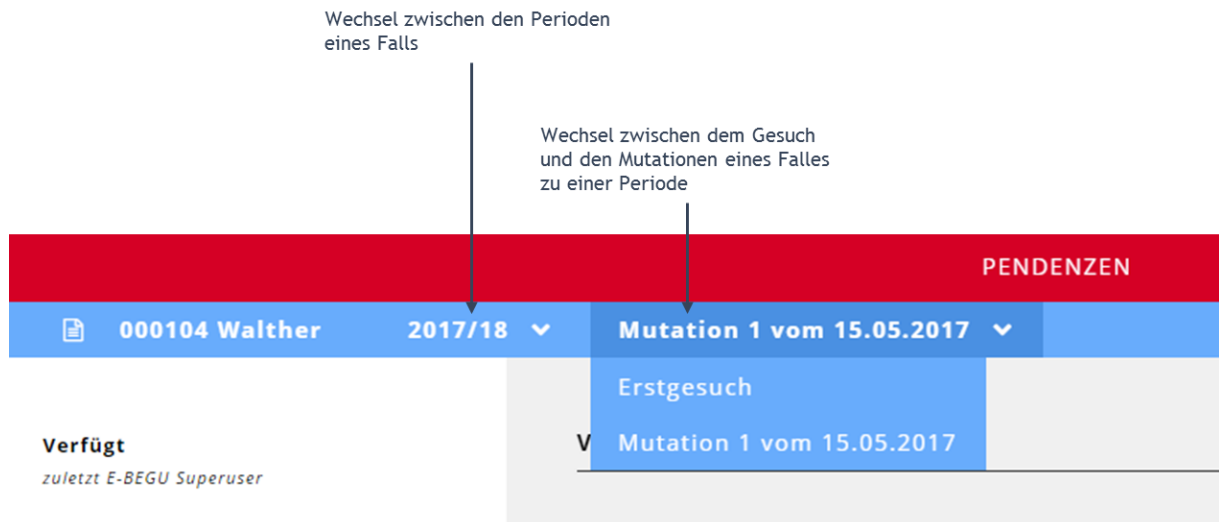 Wechsel zwischen den Perioden
eines Falls
Wechsel zwischen dem Gesuch
und den Mutationen eines Falles
zu einer Periode
PENDENZEN
000104 Walther 2017/18 Mutation 1 vom 15.05.2017
Erstgesuch
Verfügt V Mutation 1 vom 15.05.2017
zuletzt E-BEGU Superuser